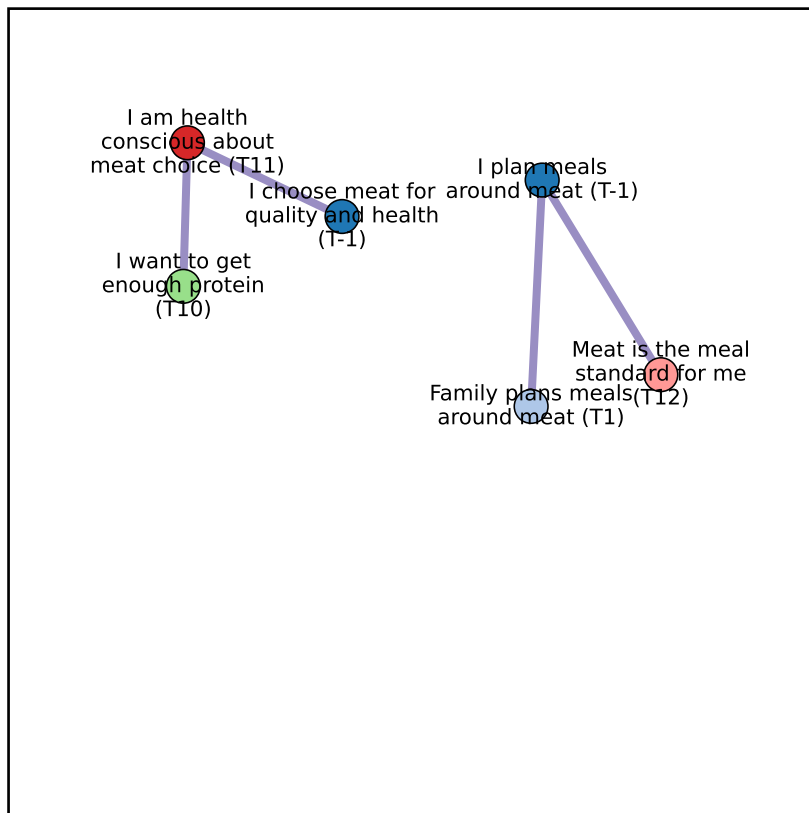 I am health
conscious about
meat choice (T11)
I choose meat for
quality and health
(T-1)
I want to get
enough protein
(T10)
I plan meals
around meat (T-1)
Meat is the meal
standard for me
(T12)
Family plans meals
around meat (T1)